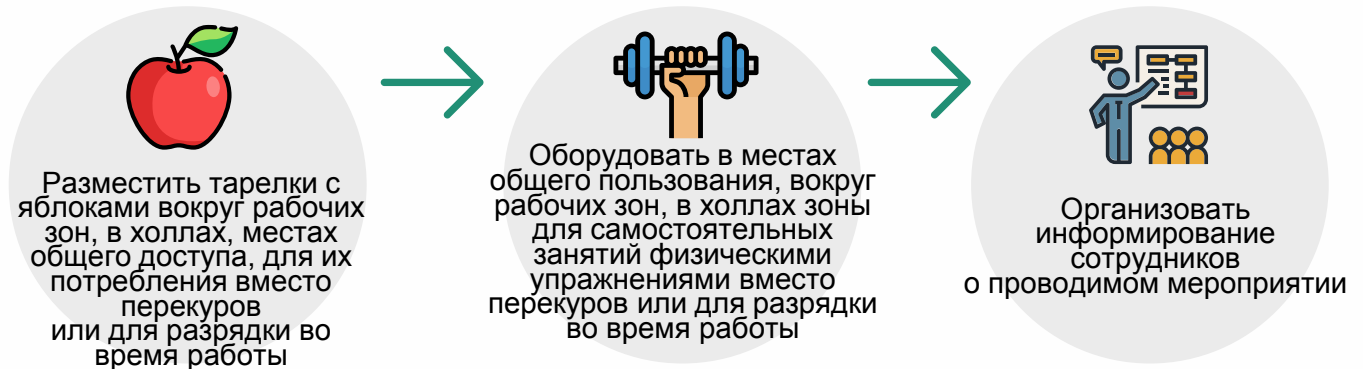 Разместить тарелки с
яблоками вокруг рабочих
зон, в холлах, местах
общего доступа, для их
потребления вместо
перекуров
или для разрядки во
время работы
Оборудовать в местах
общего пользования, вокруг
рабочих зон, в холлах зоны
для самостоятельных
занятий физическими
упражнениями вместо
перекуров или для разрядки
во время работы
Организовать
информирование
сотрудников
о проводимом мероприятии